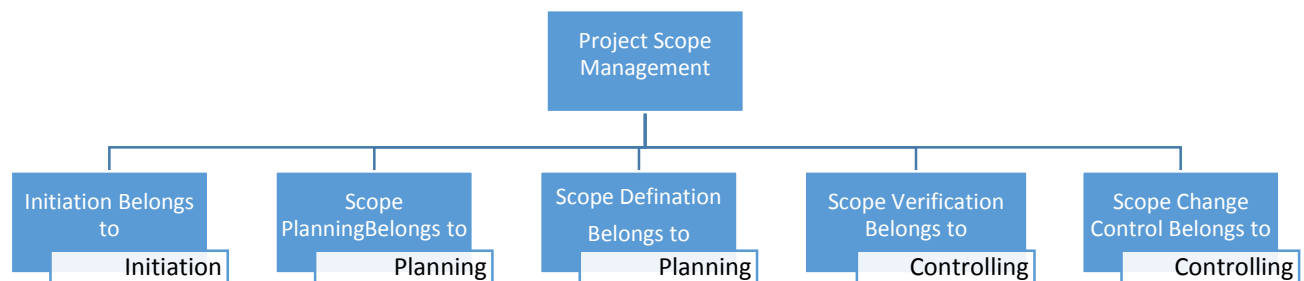 Project Scope
Management
Initiation Belongs
to
Initiation
Scope
PlanningBelongs to
Planning
Scope Defination
Belongs to
Planning
Scope Verification
Belongs to
Controlling
Scope Change
Control Belongs to
Controlling